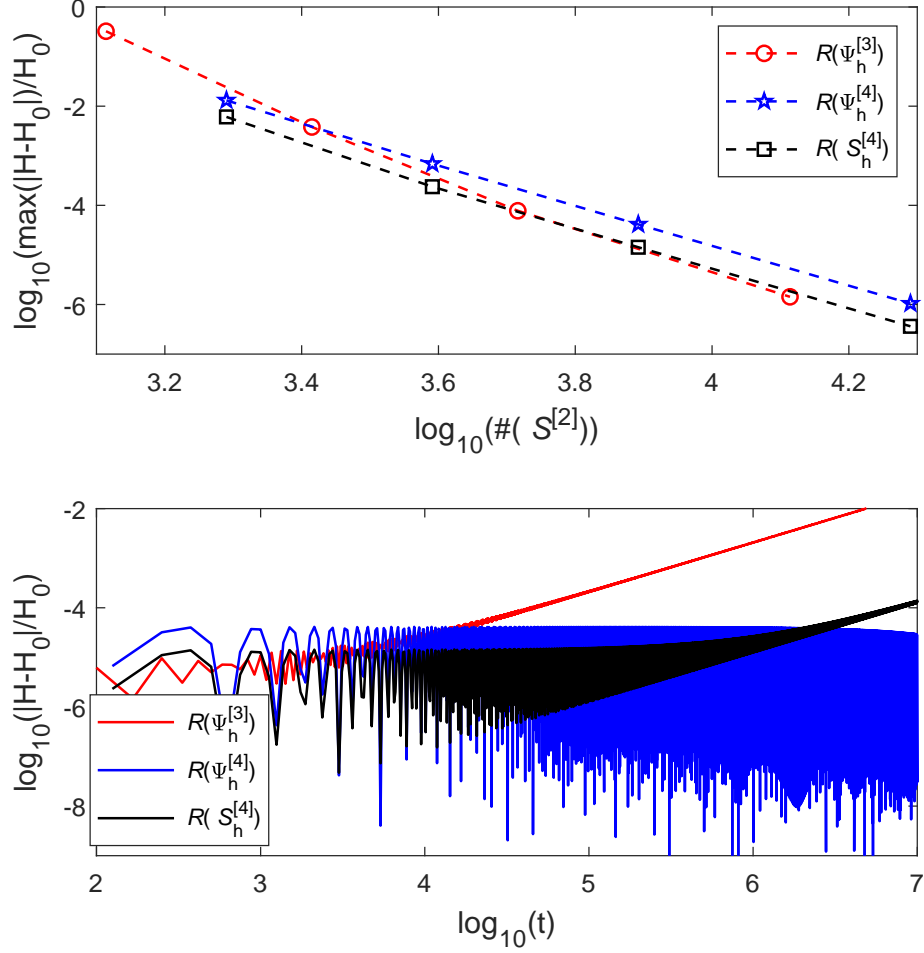 0
-2
-4
-6
log10(max(|H-H0|)/H0)
3.2 3.4 3.6 3.8 4 4.2
log10(#( S[2]))
R(Ψh[3])
R(Ψh[4])
R( Sh[4])
-2
-4
-6
-8
log10(|H-H0|/H0)
R(Ψh[3])
R(Ψh[4])
R( Sh[4])
2 3 4 5 6 7
log10(t)